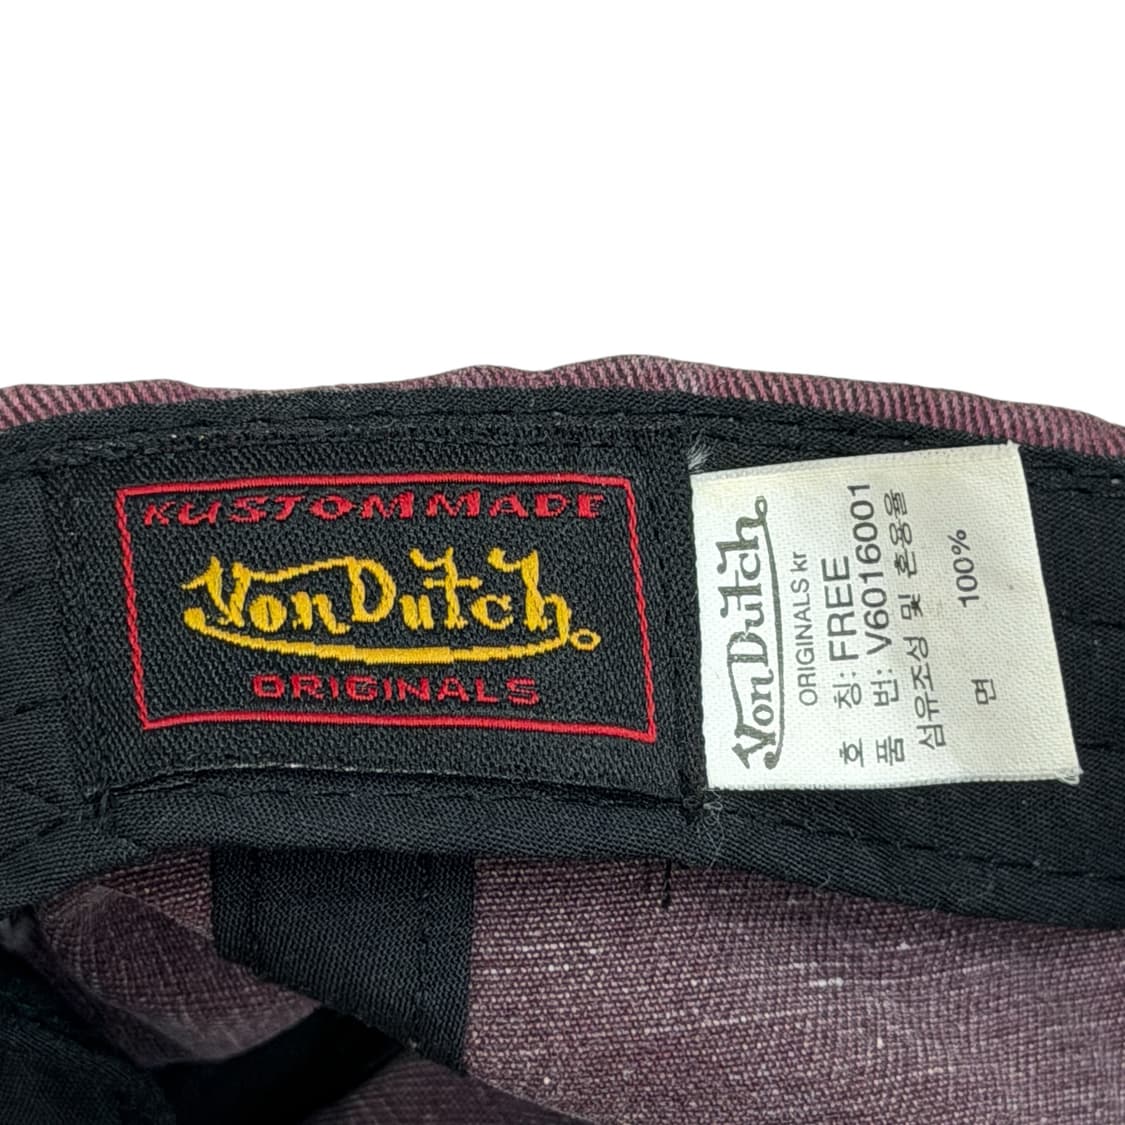 KUSTOMMADE
Von Dutch
ORIGINALS
Von Dutch
ORIGINALS kr
호 칭: FREE
품 번: V6016001
섬유조성 및 혼용율
면 100%